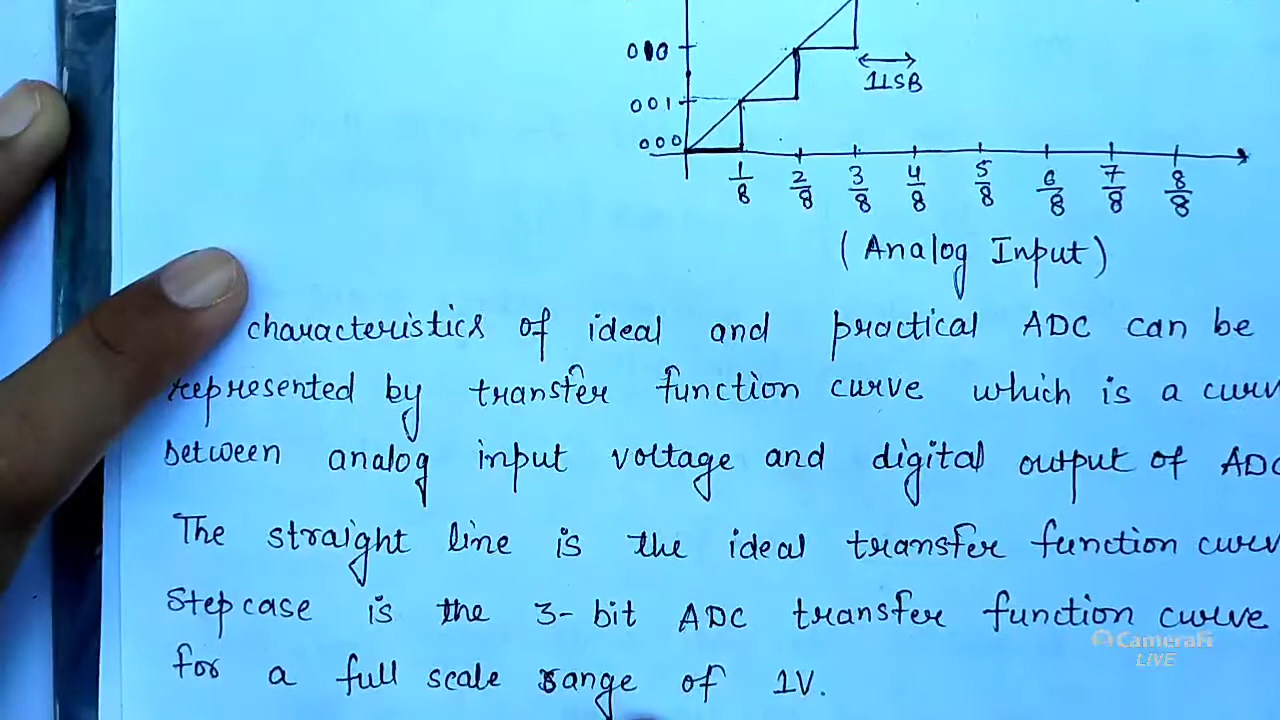 010
1LSB
001
000
1/8 2/8 3/8 4/8 5/8 6/8 7/8 8/8
(Analog Input)
characteristics of ideal and practical ADC can be
represented by transfer function curve which is a curv
between analog input voltage and digital output of ADC
The straight line is the ideal transfer function curv
Stepcase is the 3-bit ADC transfer function curve
CameraFi
LIVE
for a full scale range of 1V.